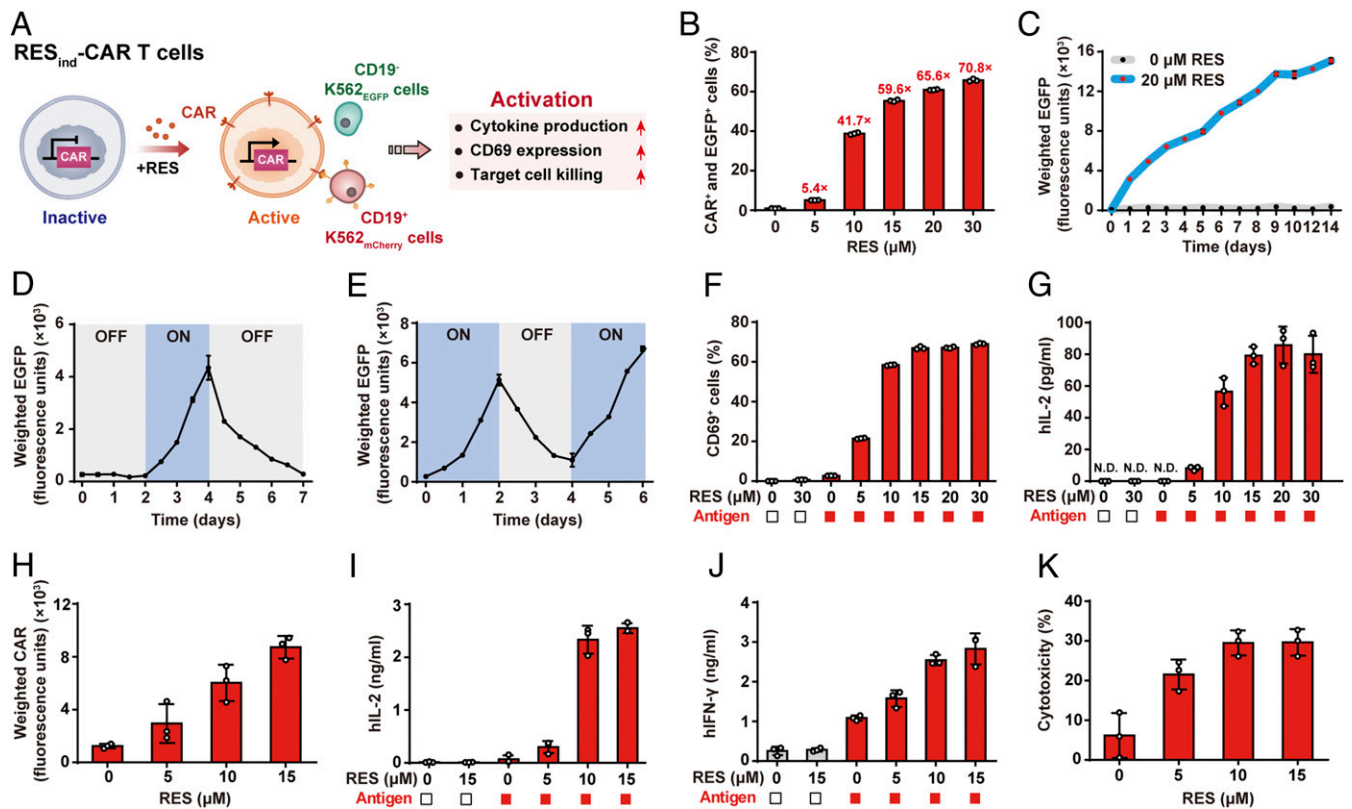 A
RES_ind-CAR T cells
CAR
+RES
CAR
Inactive
CAR
Active
CD19⁻
K562_EGFP cells
CD19⁺
K562_mCherry cells
Activation
Cytokine production
CD69 expression
Target cell killing
B
CAR⁺ and EGFP⁺ cells (%)
80
60
40
20
0
5.4×
41.7×
59.6×
65.6×
70.8×
0 5 10 15 20 30
RES (μM)
C
Weighted EGFP
(fluorescence units) (×10³)
16
12
8
4
0
0 μM RES
20 μM RES
0 1 2 3 4 5 6 7 8 9 10 12 14
Time (days)
D
Weighted EGFP
(fluorescence units) (×10³)
6
4
2
0
OFF ON OFF
0 1 2 3 4 5 6 7
Time (days)
E
Weighted EGFP
(fluorescence units) (×10³)
8
6
4
2
0
ON OFF ON
0 1 2 3 4 5 6
Time (days)
F
CD69⁺ cells (%)
80
60
40
20
0
RES (μM) 0 30 0 5 10 15 20 30
Antigen
G
hIL-2 (pg/ml)
100
80
60
40
20
0
N.D. N.D. N.D.
RES (μM) 0 30 0 5 10 15 20 30
Antigen
H
Weighted CAR
(fluorescence units) (×10³)
12
8
4
0
0 5 10 15
RES (μM)
I
hIL-2 (ng/ml)
3
2
1
0
RES (μM) 0 15 0 5 10 15
Antigen
J
hIFN-γ (ng/ml)
4
3
2
1
0
RES (μM) 0 15 0 5 10 15
Antigen
K
Cytotoxicity (%)
40
30
20
10
0
0 5 10 15
RES (μM)